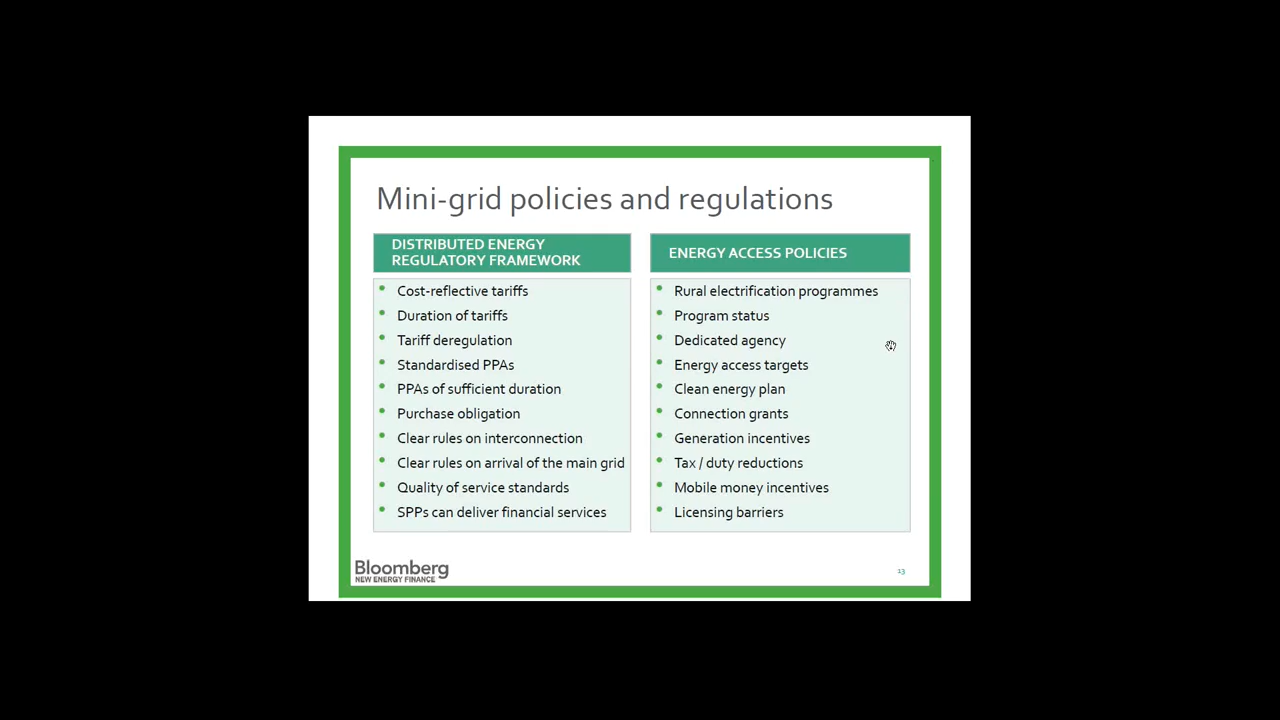 Mini-grid policies and regulations
DISTRIBUTED ENERGY
REGULATORY FRAMEWORK
Cost-reflective tariffs
Duration of tariffs
Tariff deregulation
Standardised PPAs
PPAs of sufficient duration
Purchase obligation
Clear rules on interconnection
Clear rules on arrival of the main grid
Quality of service standards
SPPs can deliver financial services
ENERGY ACCESS POLICIES
Rural electrification programmes
Program status
Dedicated agency
Energy access targets
Clean energy plan
Connection grants
Generation incentives
Tax / duty reductions
Mobile money incentives
Licensing barriers
Bloomberg
NEW ENERGY FINANCE
13